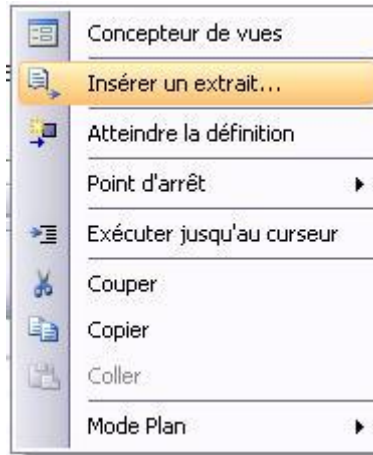 Concepteur de vues
Insérer un extrait...
Atteindre la définition
Point d'arrêt
Exécuter jusqu'au curseur
Couper
Copier
Coller
Mode Plan